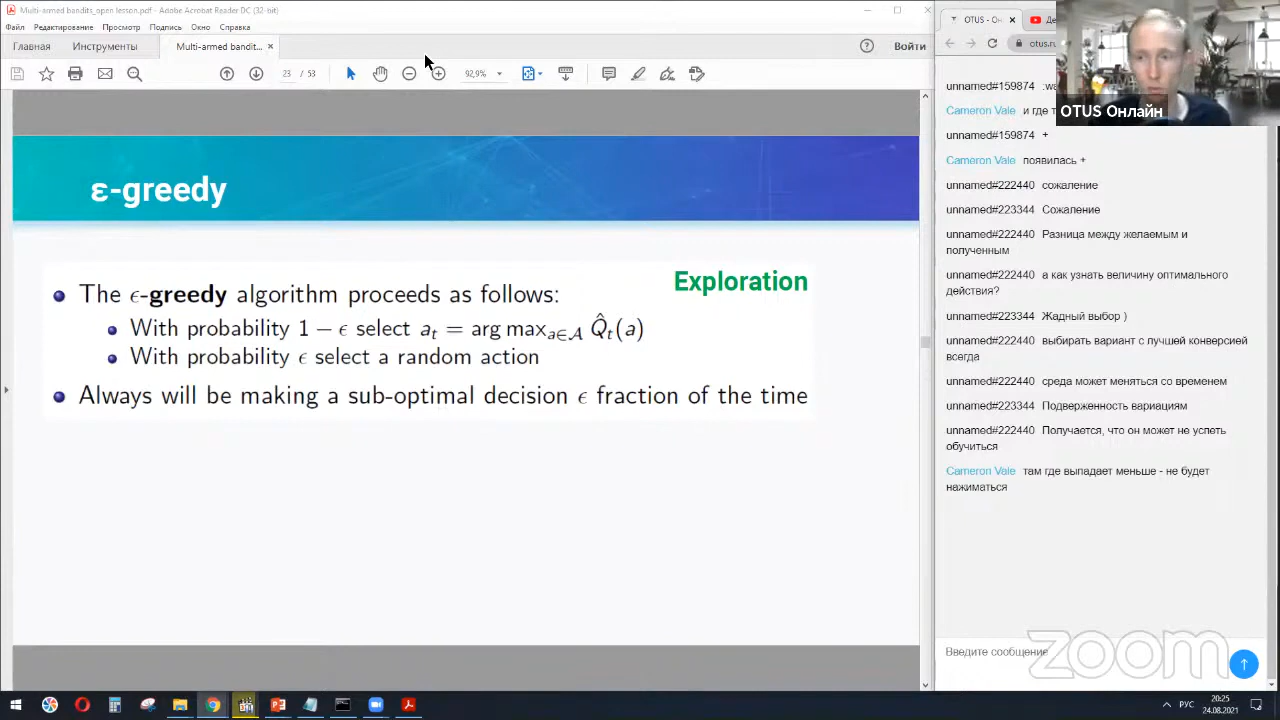 Multi-armed bandits_open lesson.pdf - Adobe Acrobat Reader DC (32-bit)
Файл Редактирование Просмотр Подпись Окно Справка
Главная Инструменты Multi-armed bandit... × Войти
23 / 53 92,9%
ε-greedy
Exploration
The ϵ-greedy algorithm proceeds as follows:
With probability 1 − ϵ select aₜ = arg maxₐ∈𝒜 Q̂ₜ(a)
With probability ϵ select a random action
Always will be making a sub-optimal decision ϵ fraction of the time
OTUS - Он
otus.ru
OTUS Онлайн
unnamed#159874
Cameron Vale и где
unnamed#159874 +
Cameron Vale появилась +
unnamed#222440 сожаление
unnamed#223344 Сожаление
unnamed#222440 Разница между желаемым и
полученным
unnamed#222440 а как узнать величину оптимального
действия?
unnamed#223344 Жадный выбор )
unnamed#222440 выбирать вариант с лучшей конверсией
всегда
unnamed#222440 среда может меняться со временем
unnamed#223344 Подверженность вариациям
unnamed#222440 Получается, что он может не успеть
обучиться
Cameron Vale там где выпадает меньше - не будет
нажиматься
Введите сообщение
zoom
РУС
20:25
24.08.2021